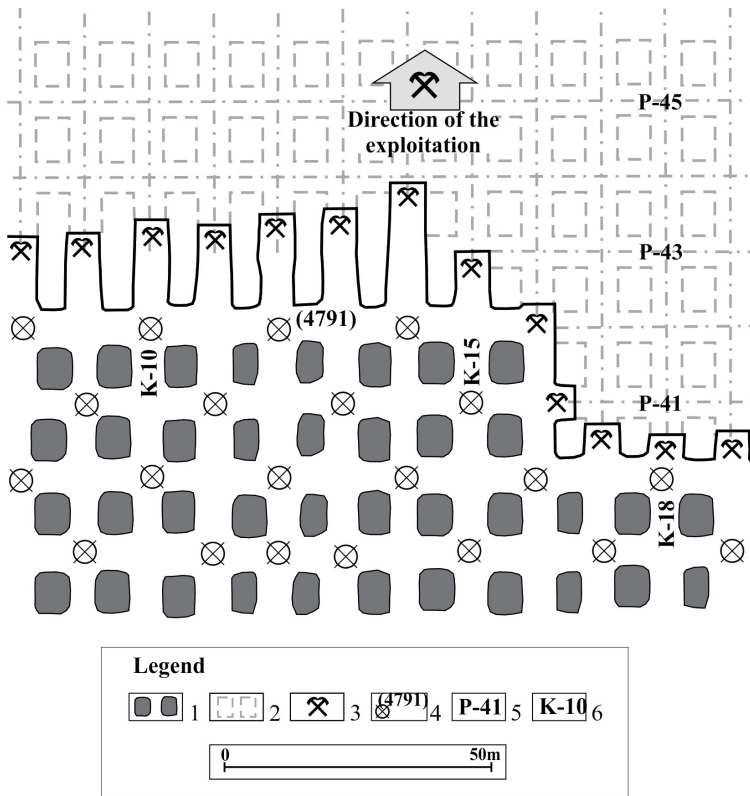 P-45
Direction of the
exploitation
P-43
(4791)
K-10
K-15
P-41
K-18
Legend
1
2
3
(4791)
4
P-41
5
K-10
6
0
50m